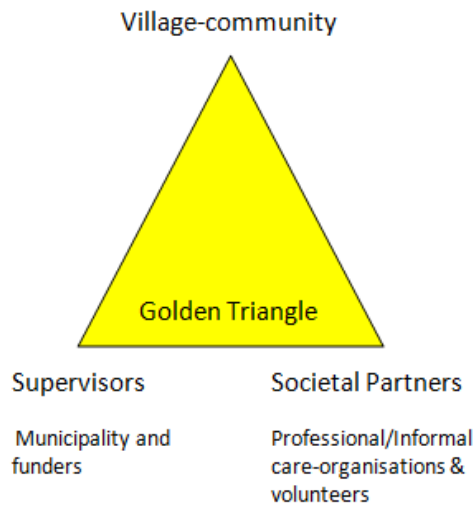 Village-community
Golden Triangle
Supervisors
Municipality and
funders
Societal Partners
Professional/Informal
care-organisations &
volunteers